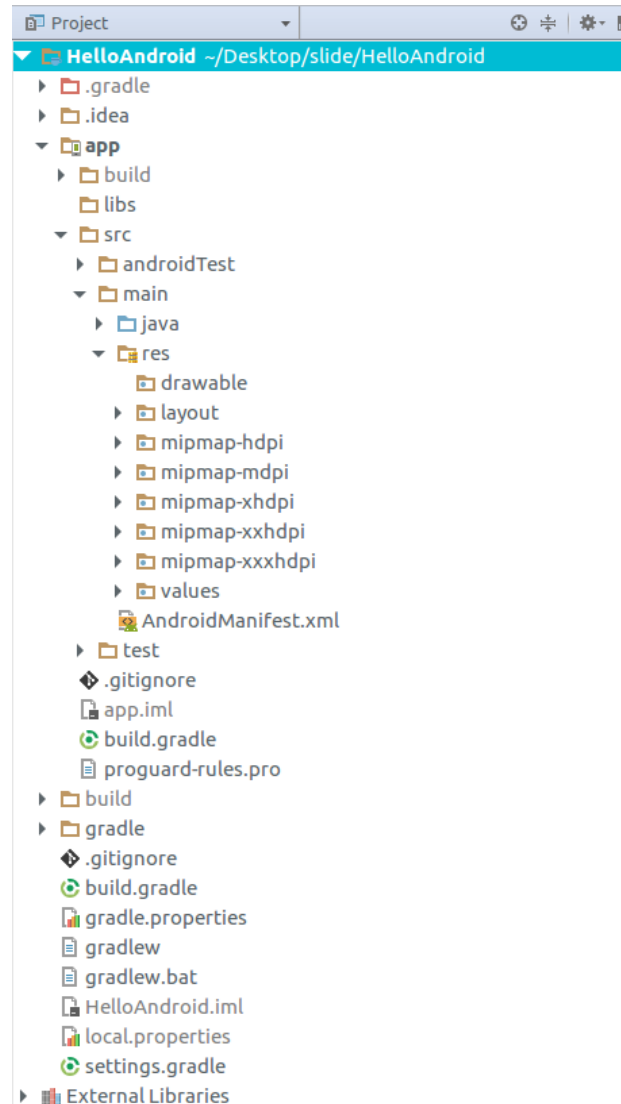 Project
HelloAndroid ~/Desktop/slide/HelloAndroid
.gradle
.idea
app
build
libs
src
androidTest
main
java
res
drawable
layout
mipmap-hdpi
mipmap-mdpi
mipmap-xhdpi
mipmap-xxhdpi
mipmap-xxxhdpi
values
AndroidManifest.xml
test
.gitignore
app.iml
build.gradle
proguard-rules.pro
build
gradle
.gitignore
build.gradle
gradle.properties
gradlew
gradlew.bat
HelloAndroid.iml
local.properties
settings.gradle
External Libraries